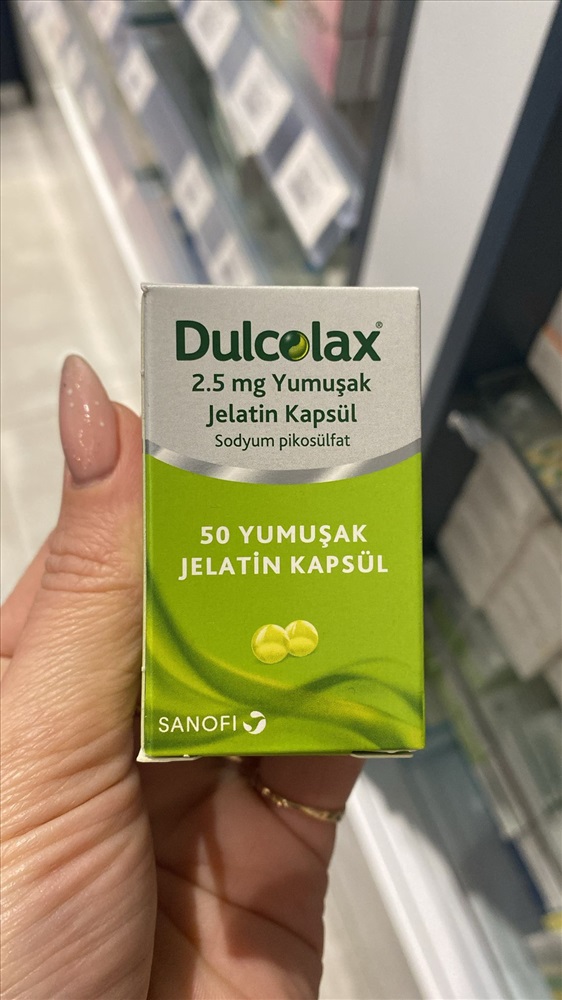 Dulcolax®
2.5 mg Yumuşak
Jelatin Kapsül
Sodyum pikosülfat
50 YUMUŞAK
JELATİN KAPSÜL
SANOFI